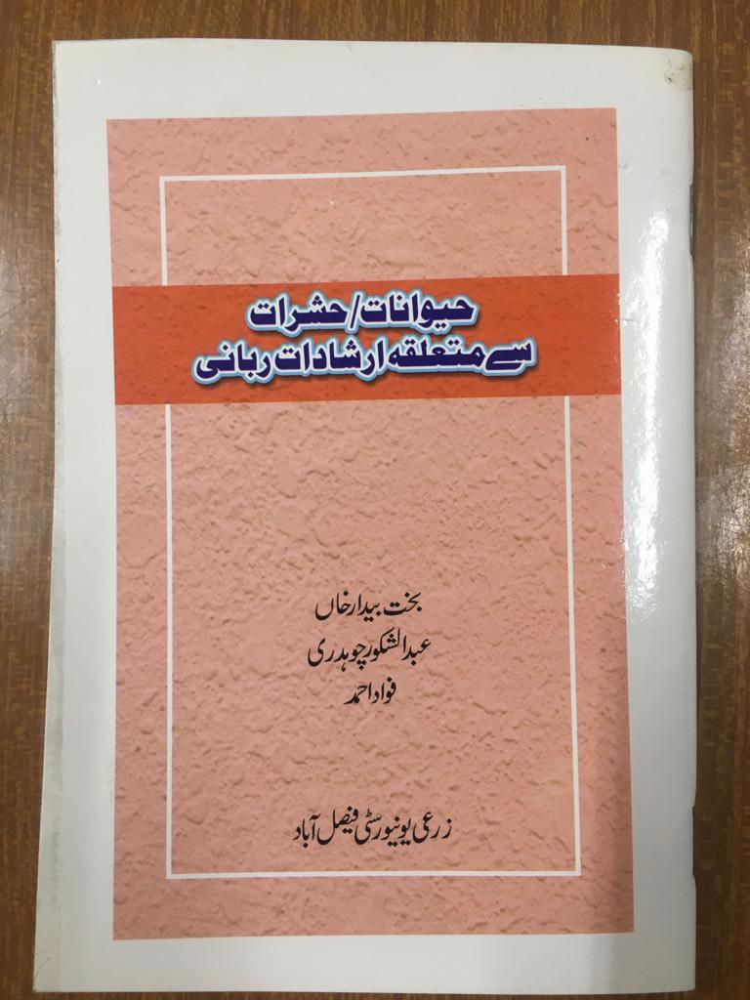 حیوانات/حشرات
سے متعلقہ ارشادات ربانی
بخت بیدار خاں
عبدالشکور چوہدری
فواد احمد
زرعی یونیورسٹی فیصل آباد